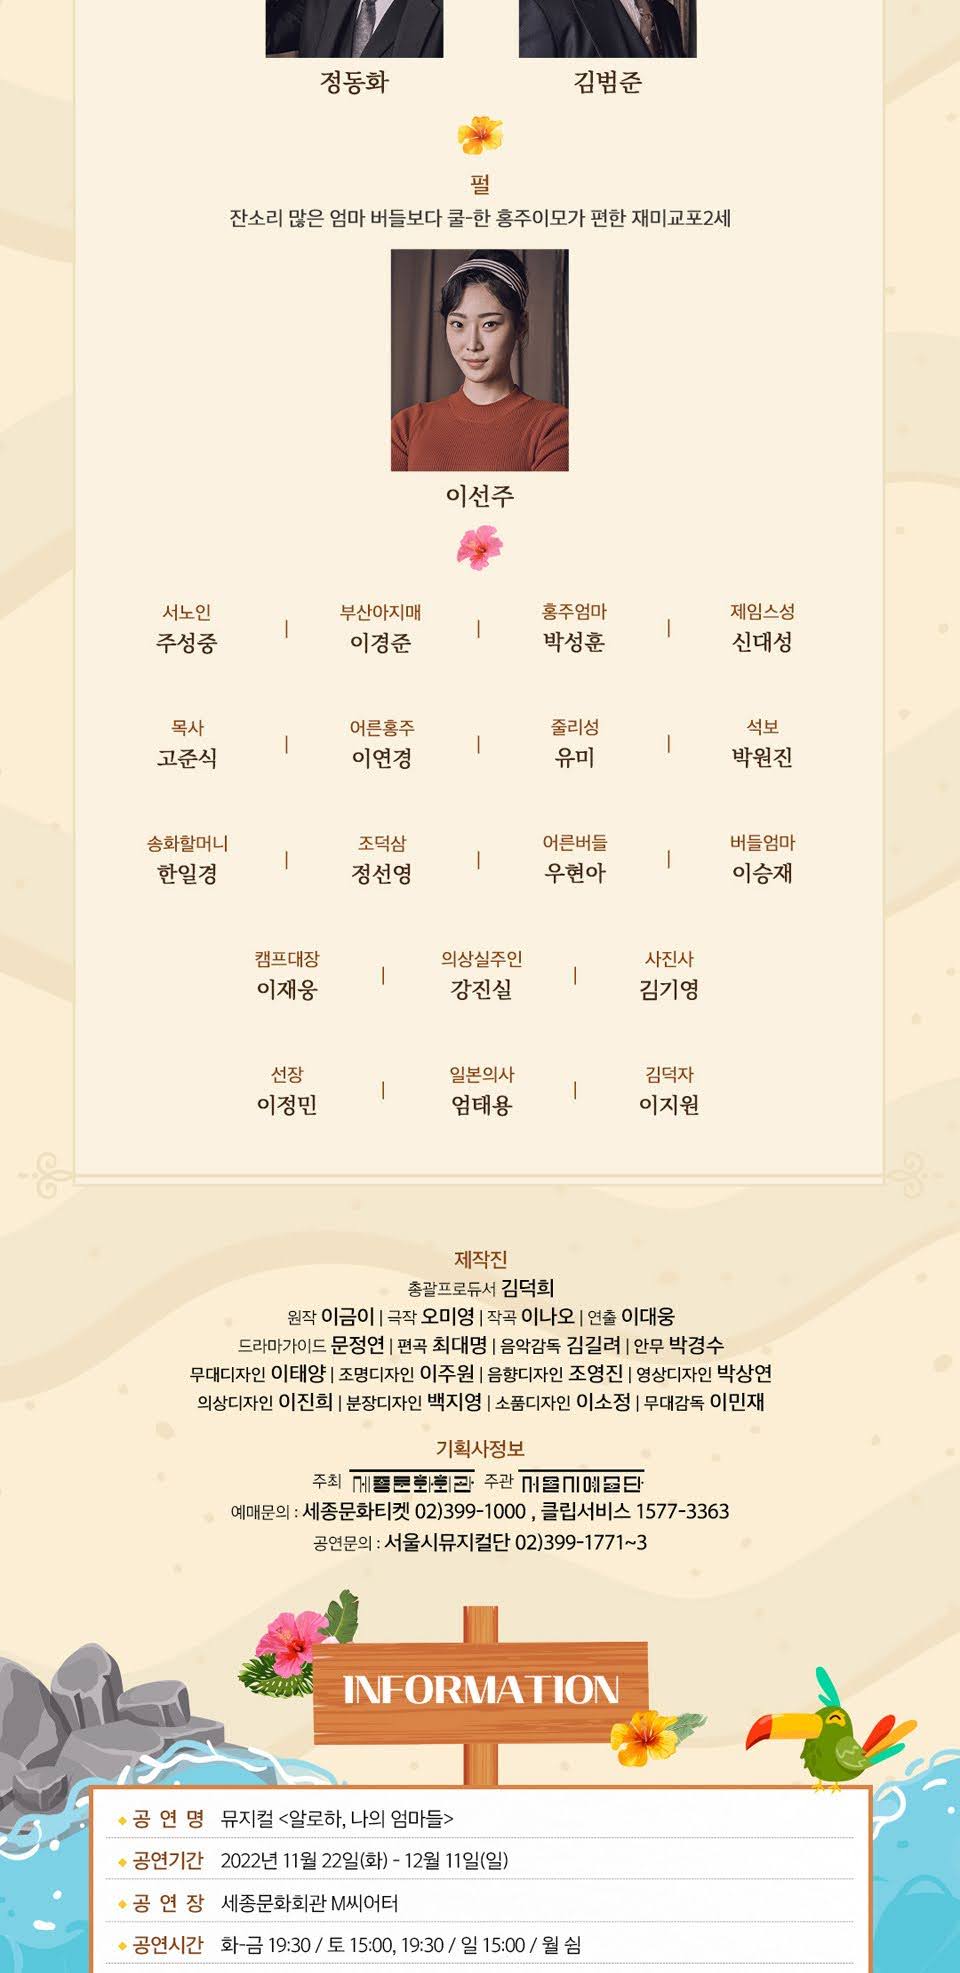 정동화 김범준
펄
잔소리 많은 엄마 버들보다 쿨-한 홍주이모가 편한 재미교포2세
이선주
서노인 부산아지매 홍주엄마 제임스성
주성중 | 이경준 | 박성훈 | 신대성
목사 어른홍주 줄리성 석보
고준식 | 이연경 | 유미 | 박원진
송화할머니 조덕삼 어른버들 버들엄마
한일경 | 정선영 | 우현아 | 이승재
캠프대장 의상실주인 사진사
이재웅 | 강진실 | 김기영
선장 일본의사 김덕자
이정민 | 엄태용 | 이지원
제작진
총괄프로듀서 김덕희
원작 이금이 | 극작 오미영 | 작곡 이나오 | 연출 이대웅
드라마가이드 문정연 | 편곡 최대명 | 음악감독 김길려 | 안무 박경수
무대디자인 이태양 | 조명디자인 이주원 | 음향디자인 조영진 | 영상디자인 박상연
의상디자인 이진희 | 분장디자인 백지영 | 소품디자인 이소정 | 무대감독 이민재
기획사정보
주최 세종문화회관 주관 서울시예술단
예매문의 : 세종문화티켓 02)399-1000 , 클립서비스 1577-3363
공연문의 : 서울시뮤지컬단 02)399-1771~3
INFORMATION
공 연 명 뮤지컬 <알로하, 나의 엄마들>
공연기간 2022년 11월 22일(화) - 12월 11일(일)
공 연 장 세종문화회관 M씨어터
공연시간 화-금 19:30 / 토 15:00, 19:30 / 일 15:00 / 월 쉼